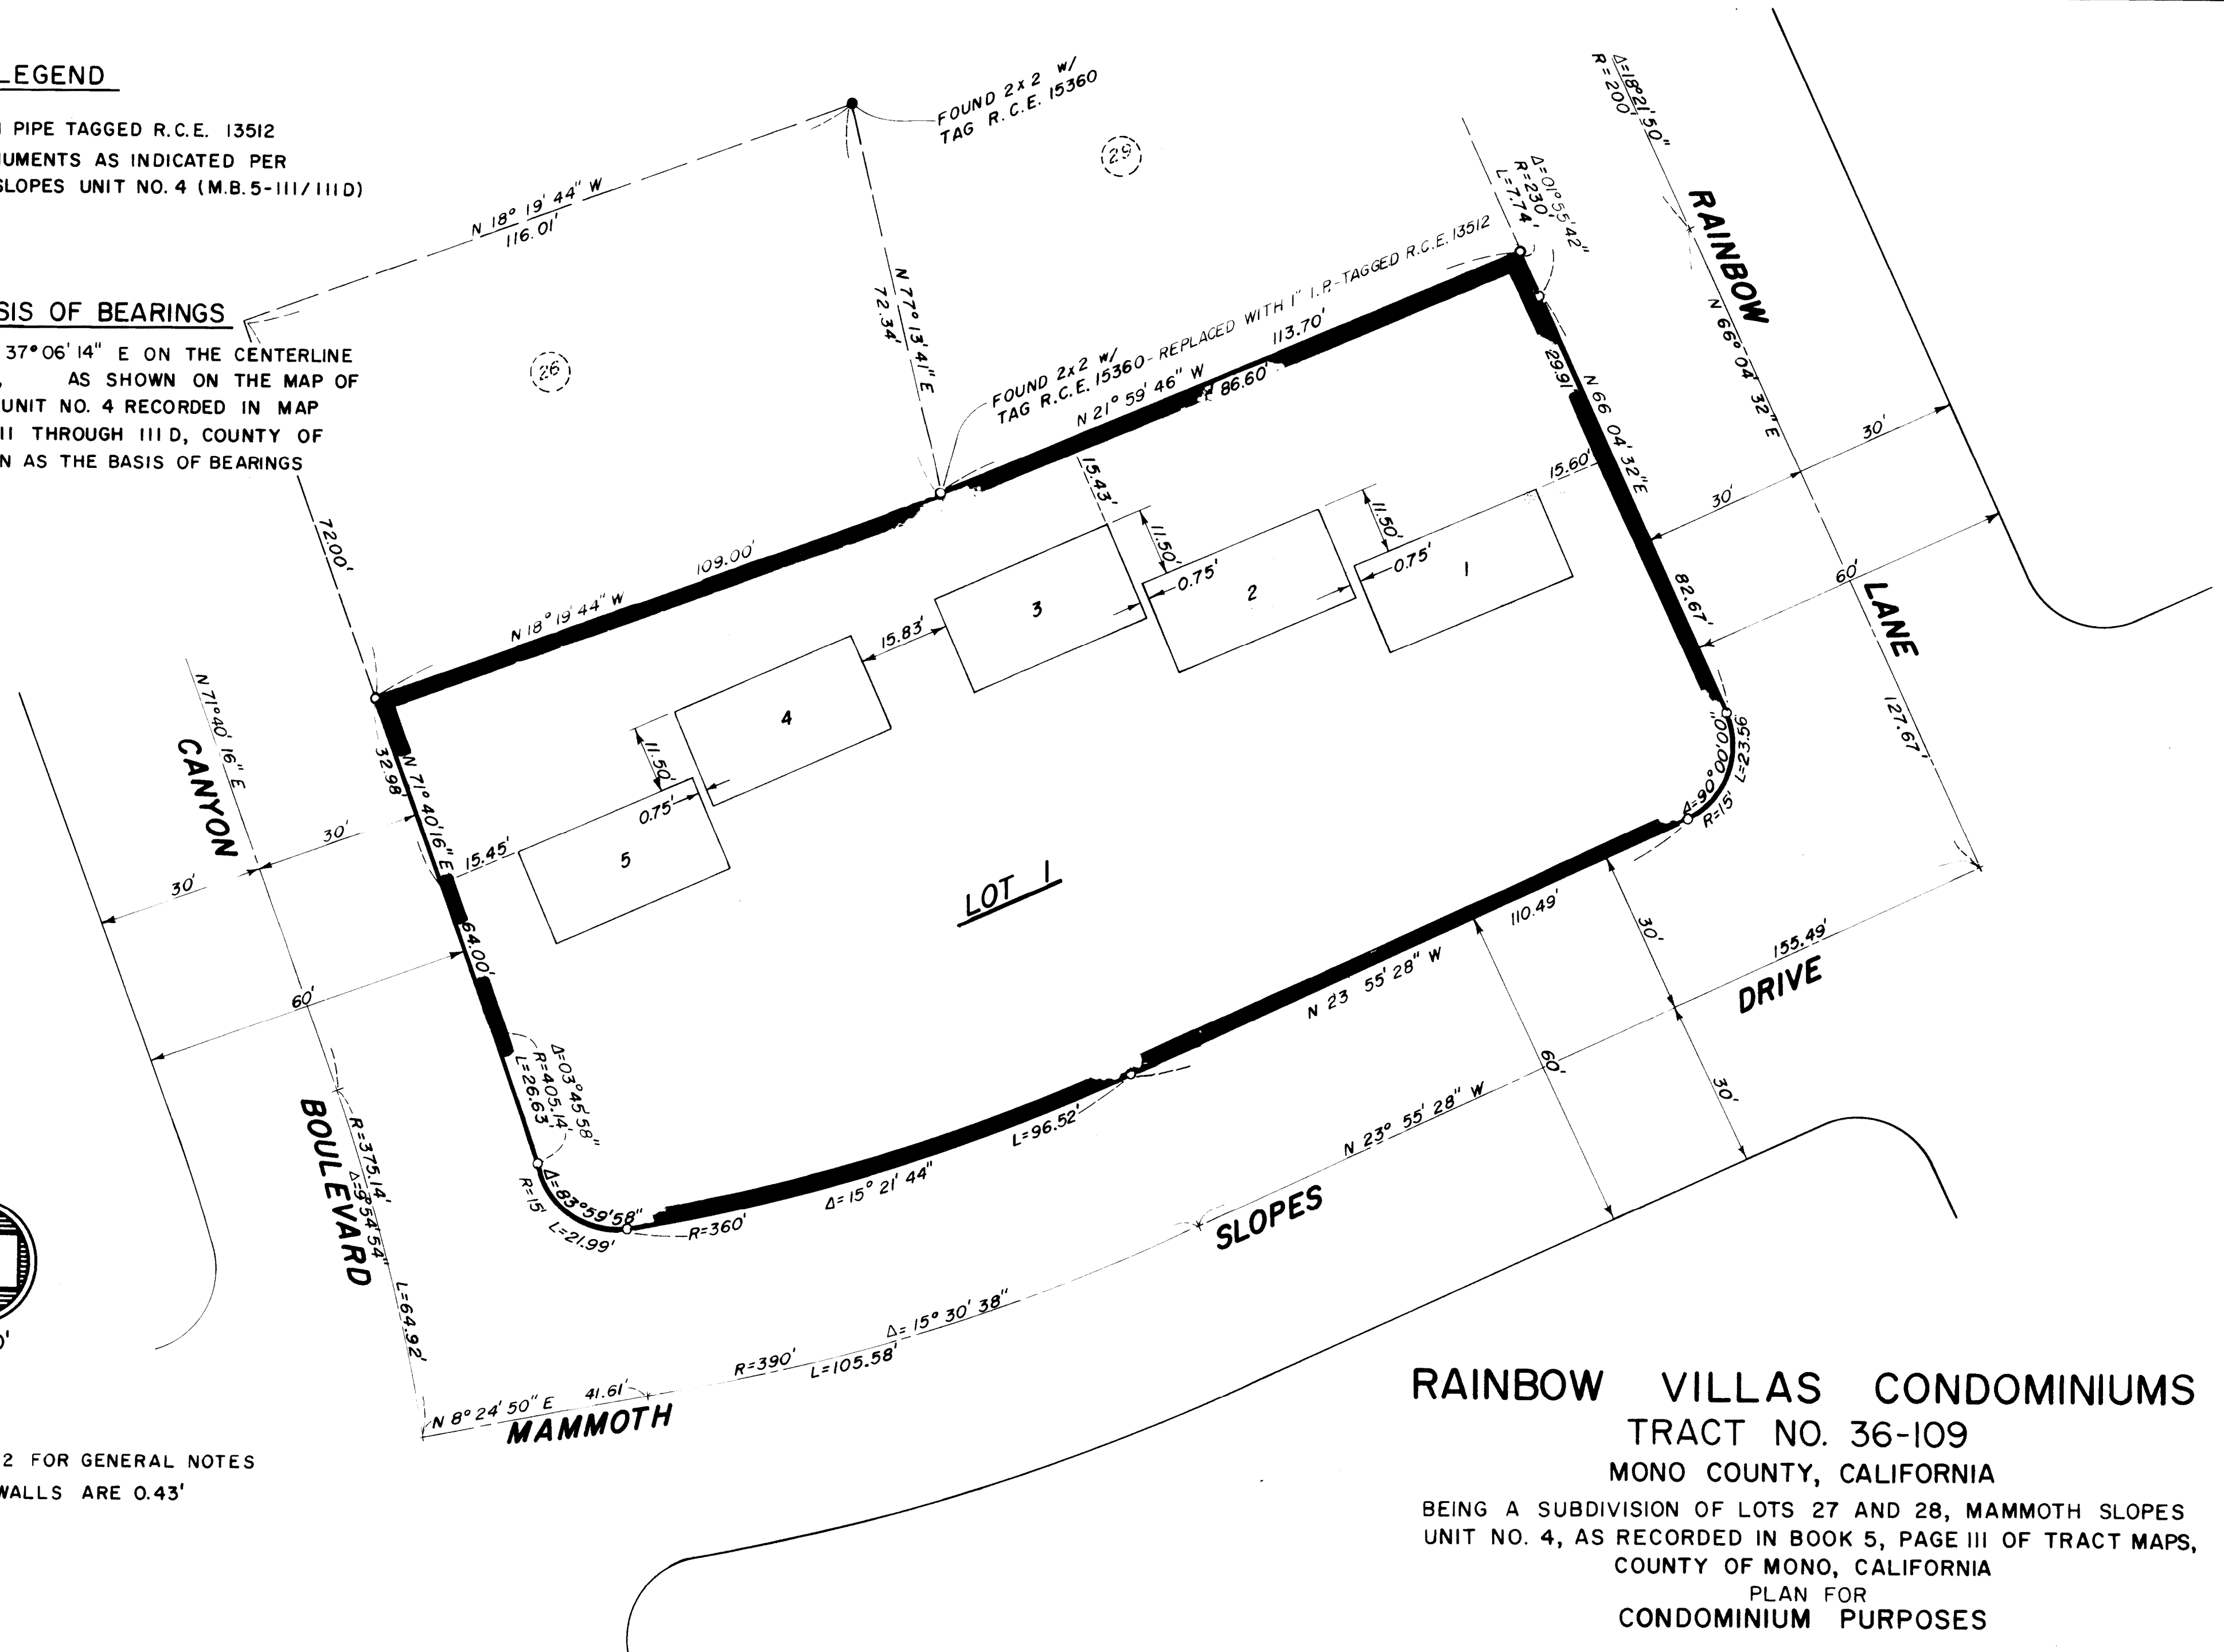 LEGEND
PIPE TAGGED R.C.E. 13512
UMENTS AS INDICATED PER
SLOPES UNIT NO. 4 (M.B. 5-111/111D)
SIS OF BEARINGS
37°06'14" E ON THE CENTERLINE
, AS SHOWN ON THE MAP OF
UNIT NO. 4 RECORDED IN MAP
11 THROUGH 111 D, COUNTY OF
N AS THE BASIS OF BEARINGS
FOUND 2x2 W/
TAG R.C.E. 15360
N 18° 19' 44" W
116.01'
26
29
N 77° 13' 41" E
72.34'
FOUND 2x2 W/
TAG R.C.E. 15360 - REPLACED WITH 1" I.P. - TAGGED R.C.E. 13512
N 21° 59' 46" W
113.70'
86.60'
Δ=01°55'42"
R=230'
L=7.74'
Δ=18°21'50"
R=200'
RAINBOW
N 66° 04' 32" E
LANE
127.67'
29.91
N 66 04' 32" E
82.67'
30'
30'
60'
72.00'
109.00'
N 18° 19' 44" W
15.43'
11.50'
0.75'
11.50'
0.75'
15.60'
1
2
3
15.83'
4
11.50'
0.75'
5
15.45'
LOT 1
N 71° 40' 16" E
CANYON
BOULEVARD
30'
30'
60'
32.98'
N 71° 40' 16" E
64.00'
Δ=03°45'58"
R=405.14'
L=26.63'
R=375.14'
Δ=9°54'54"
L=64.92'
Δ=83°59'58"
R=15'
L=21.99'
R=360'
Δ=15° 21' 44"
L=96.52'
N 23 55' 28" W
110.49'
Δ=90°00'00"
R=15'
L=23.56
30'
60'
30'
155.49'
DRIVE
N 23° 55' 28" W
SLOPES
Δ= 15° 30' 38"
R=390'
L=105.58'
N 8° 24' 50" E
41.61'
MAMMOTH
2 FOR GENERAL NOTES
WALLS ARE 0.43'
RAINBOW VILLAS CONDOMINIUMS
TRACT NO. 36-109
MONO COUNTY, CALIFORNIA
BEING A SUBDIVISION OF LOTS 27 AND 28, MAMMOTH SLOPES
UNIT NO. 4, AS RECORDED IN BOOK 5, PAGE 111 OF TRACT MAPS,
COUNTY OF MONO, CALIFORNIA
PLAN FOR
CONDOMINIUM PURPOSES